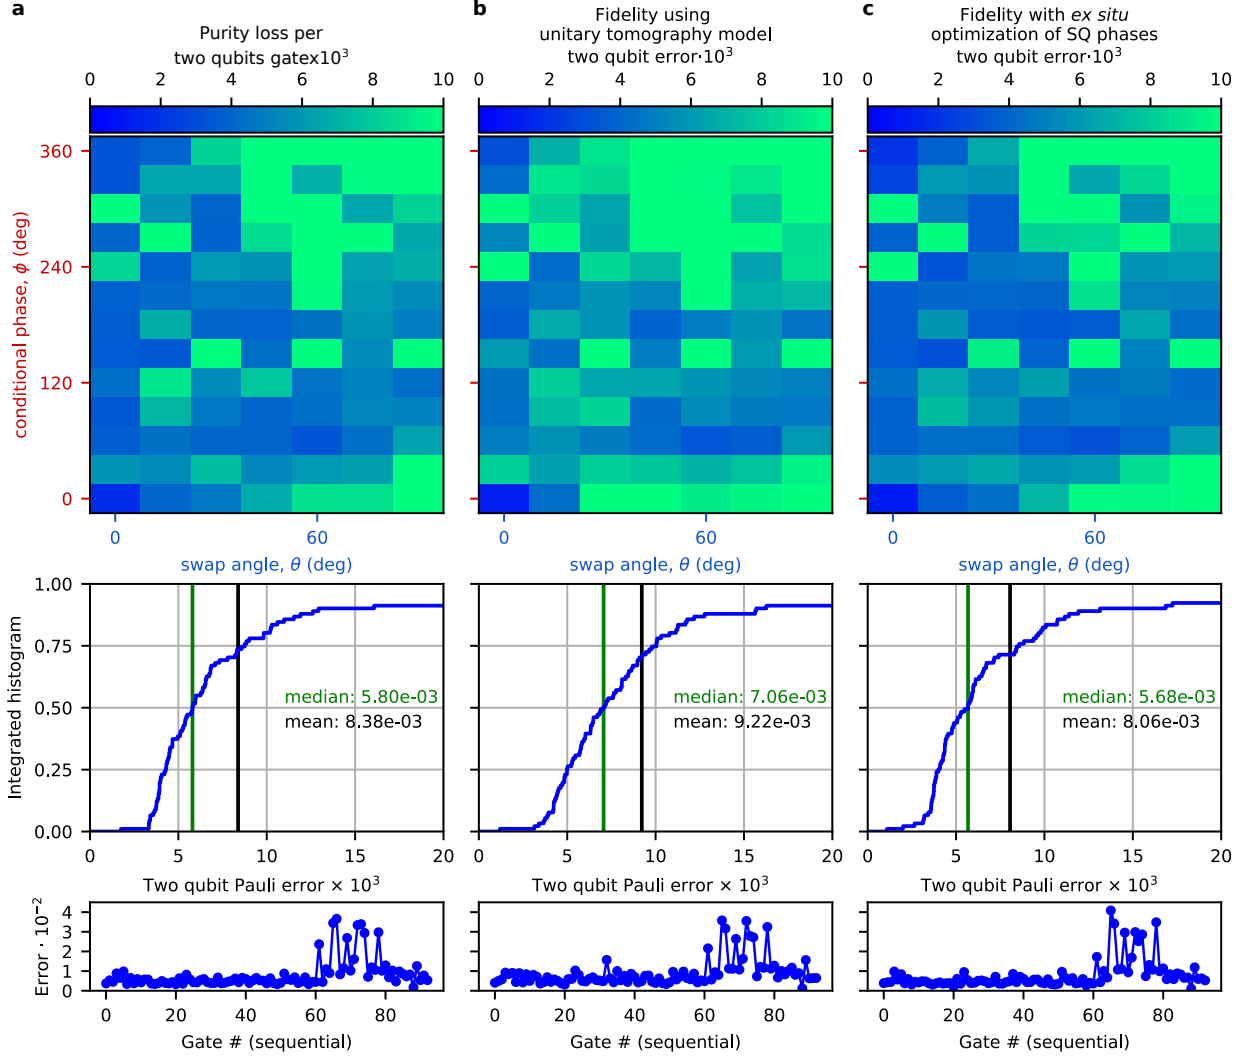 a
Purity loss per
two qubits gatex10³
0 2 4 6 8 10
b
Fidelity using
unitary tomography model
two qubit error·10³
0 2 4 6 8 10
c
Fidelity with ex situ
optimization of SQ phases
two qubit error·10³
0 2 4 6 8 10
conditional phase, ϕ (deg)
360
240
120
0
0 60
swap angle, θ (deg)
0 60
swap angle, θ (deg)
0 60
swap angle, θ (deg)
Integrated histogram
1.00
0.75
0.50
0.25
0.00
median: 5.80e-03
mean: 8.38e-03
0 5 10 15 20
Two qubit Pauli error × 10³
median: 7.06e-03
mean: 9.22e-03
0 5 10 15 20
Two qubit Pauli error × 10³
median: 5.68e-03
mean: 8.06e-03
0 5 10 15 20
Two qubit Pauli error × 10³
Error · 10⁻²
4
3
2
1
0
0 20 40 60 80
Gate # (sequential)
0 20 40 60 80
Gate # (sequential)
0 20 40 60 80
Gate # (sequential)